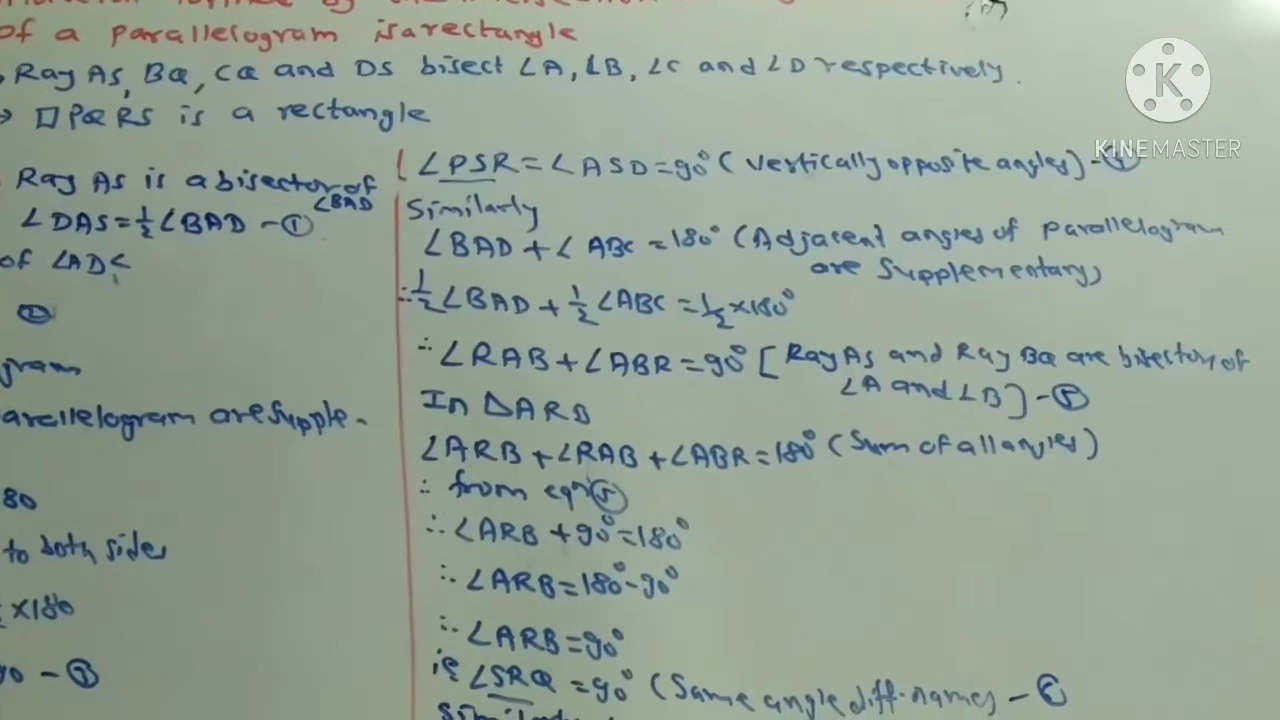 of a parallelogram is a rectangle
Ray AS, BQ, CQ and DS bisect ∠A, ∠B, ∠C and ∠D respectively.
→ □PQRS is a rectangle
Ray AS is a bisector of ∠BAD
∠DAS=½ ∠BAD -①
of ∠ADC
②
gram
arallelogram are supple-
80
to both sides
×180
90 - ③
∠PSR=∠ASD=90° (Vertically opposite angles) -④
Similarly
∠BAD + ∠ABC =180° (Adjacent angles of parallelogram
are supplementary)
∴ ½∠BAD + ½∠ABC =½×180°
∴ ∠RAB+∠ABR=90° [Ray AS and Ray BQ are bisectors of
∠A and ∠B] -⑤
In △ARB
∠ARB+∠RAB+∠ABR=180° (Sum of all angles)
∴ from eqn ⑤
∴ ∠ARB +90°=180°
∴ ∠ARB=180°-90°
∴ ∠ARB=90°
ie ∠SRQ =90° (Same angle diff. names -⑥
Similarly
K
KINEMASTER